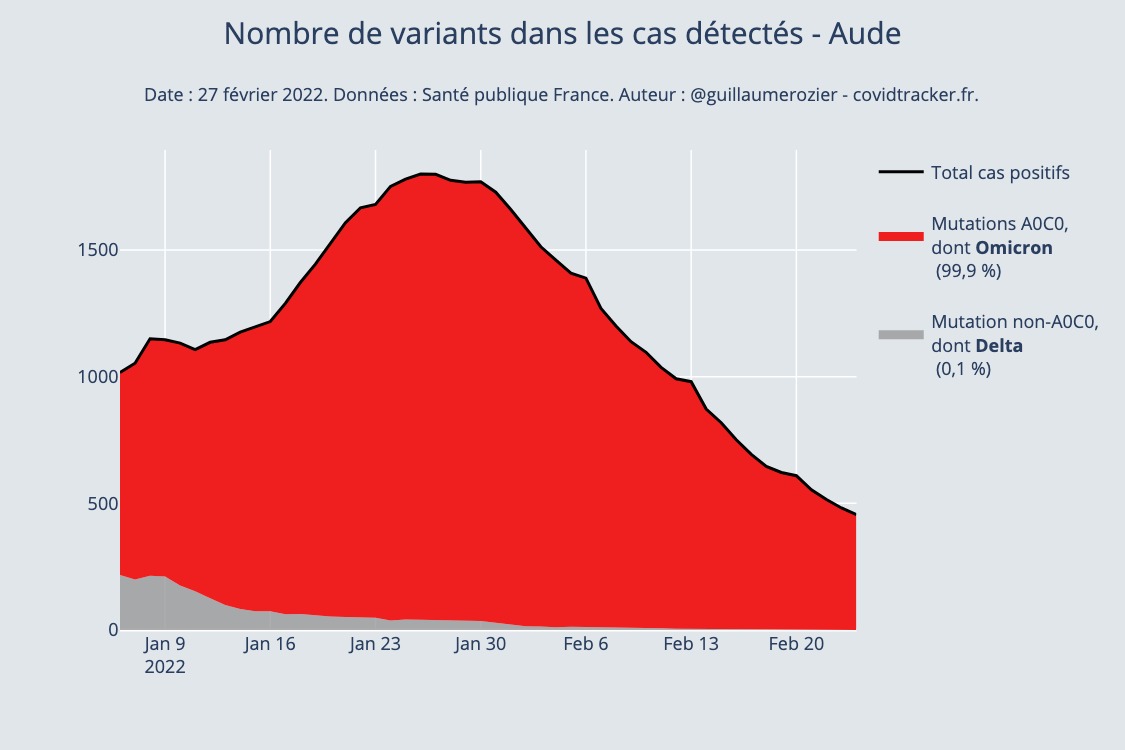 Nombre de variants dans les cas détectés - Aude
Date : 27 février 2022. Données : Santé publique France. Auteur : @guillaumerozier - covidtracker.fr.
Total cas positifs
Mutations A0C0,
dont Omicron
(99,9 %)
Mutation non-A0C0,
dont Delta
(0,1 %)
1500
1000
500
0
Jan 9
2022
Jan 16
Jan 23
Jan 30
Feb 6
Feb 13
Feb 20